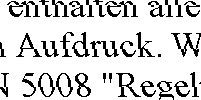 enthalten alle
Aufdruck. W
5008 "Regel